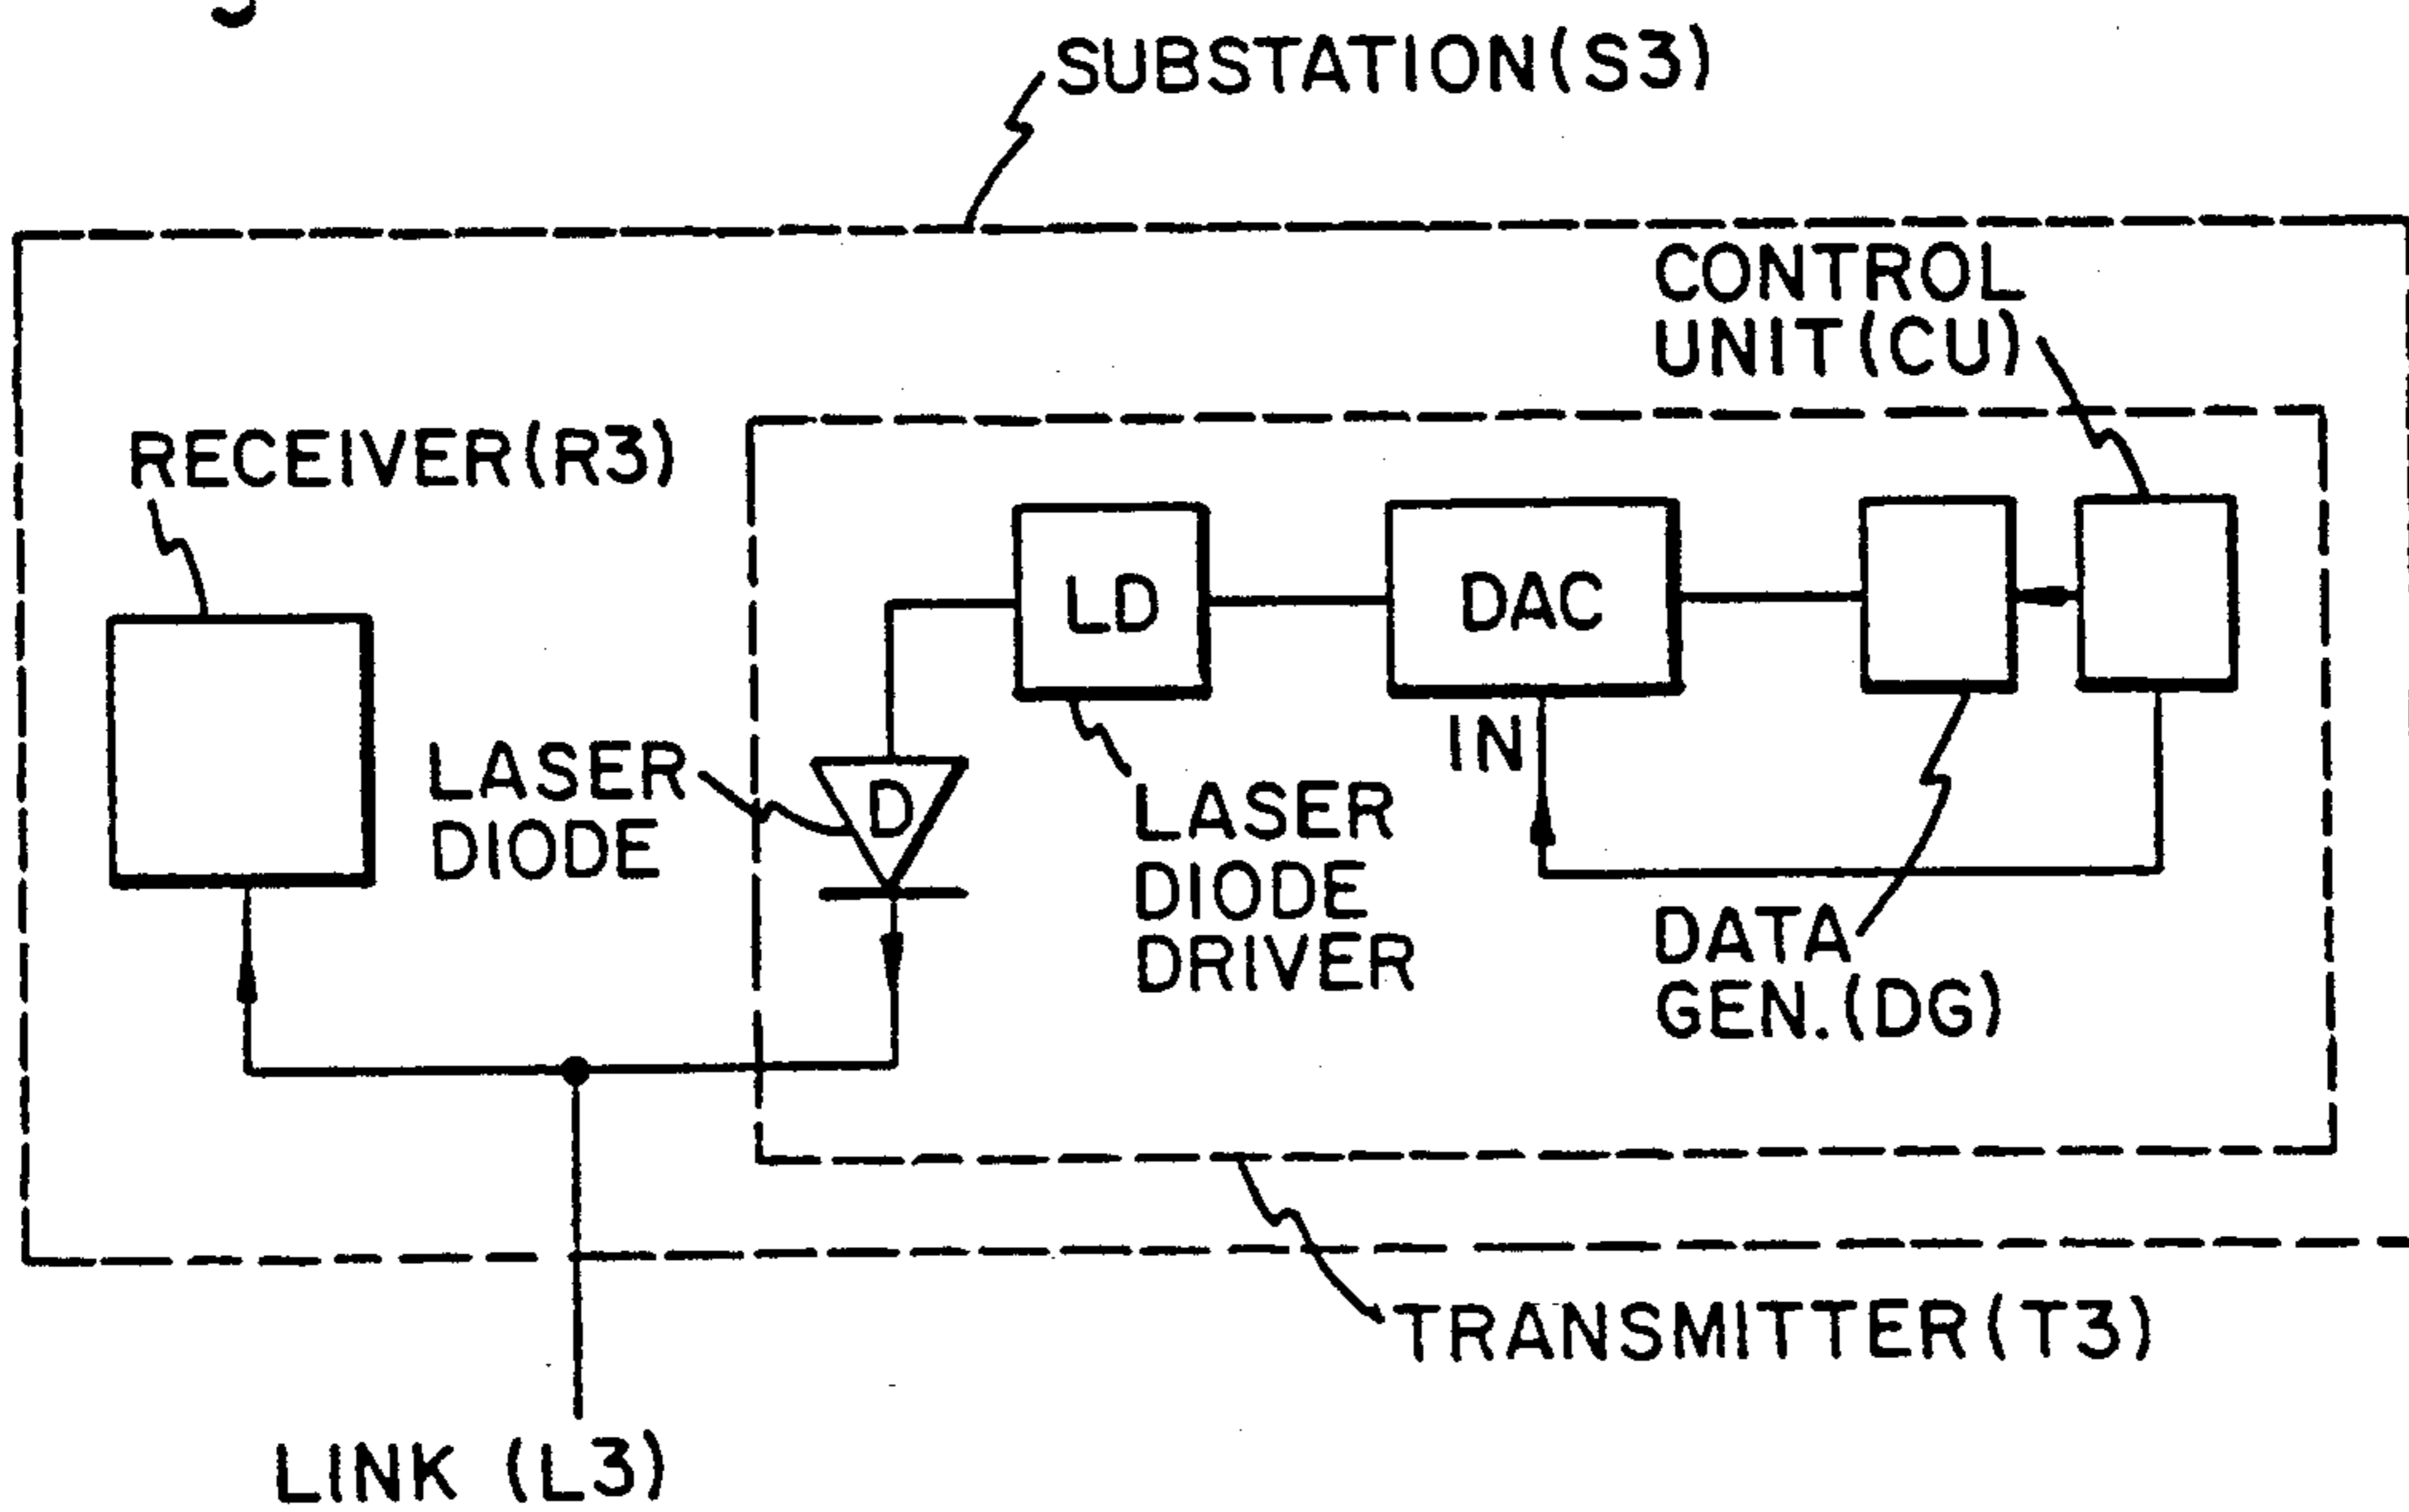 SUBSTATION(S3)
CONTROL
UNIT(CU)
RECEIVER(R3)
LD
DAC
IN
LASER
DIODE
D
LASER
DIODE
DRIVER
DATA
GEN.(DG)
TRANSMITTER(T3)
LINK (L3)